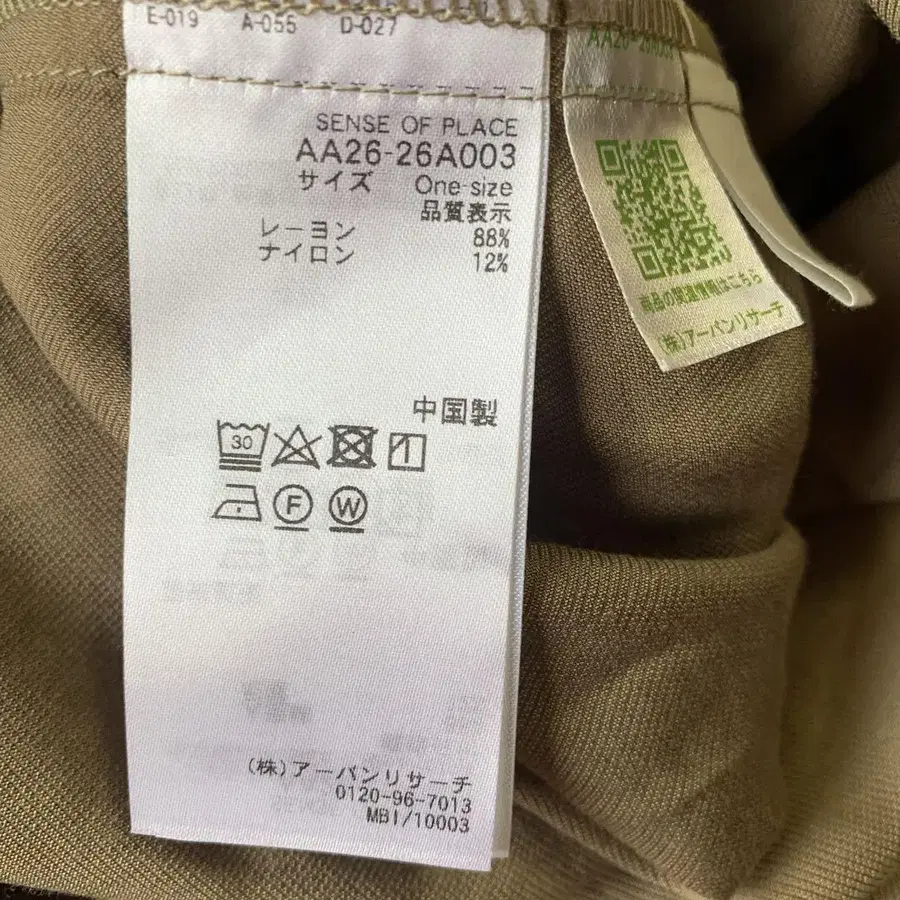 E-019 A-055 D-027
SENSE OF PLACE
AA26-26A003
サイズ One-size
品質表示
レーヨン 88%
ナイロン 12%
中国製
30
F W
(株)アーバンリサーチ
0120-96-7013
MBI/10003
商品の関連情報はこちら
(株)アーバンリサーチ